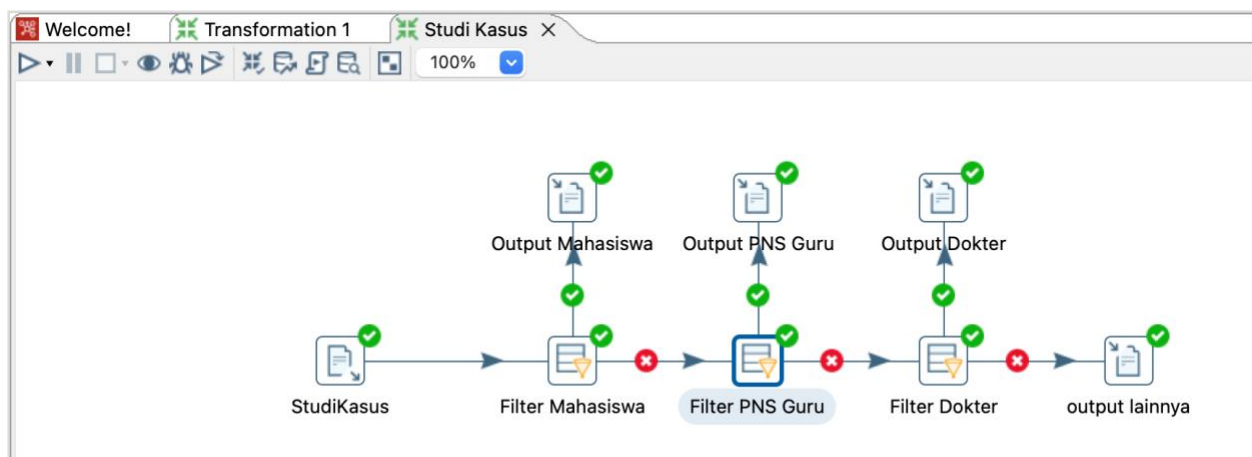 Welcome!
Transformation 1
Studi Kasus
100%
Output Mahasiswa
Output PNS Guru
Output Dokter
StudiKasus
Filter Mahasiswa
Filter PNS Guru
Filter Dokter
output lainnya